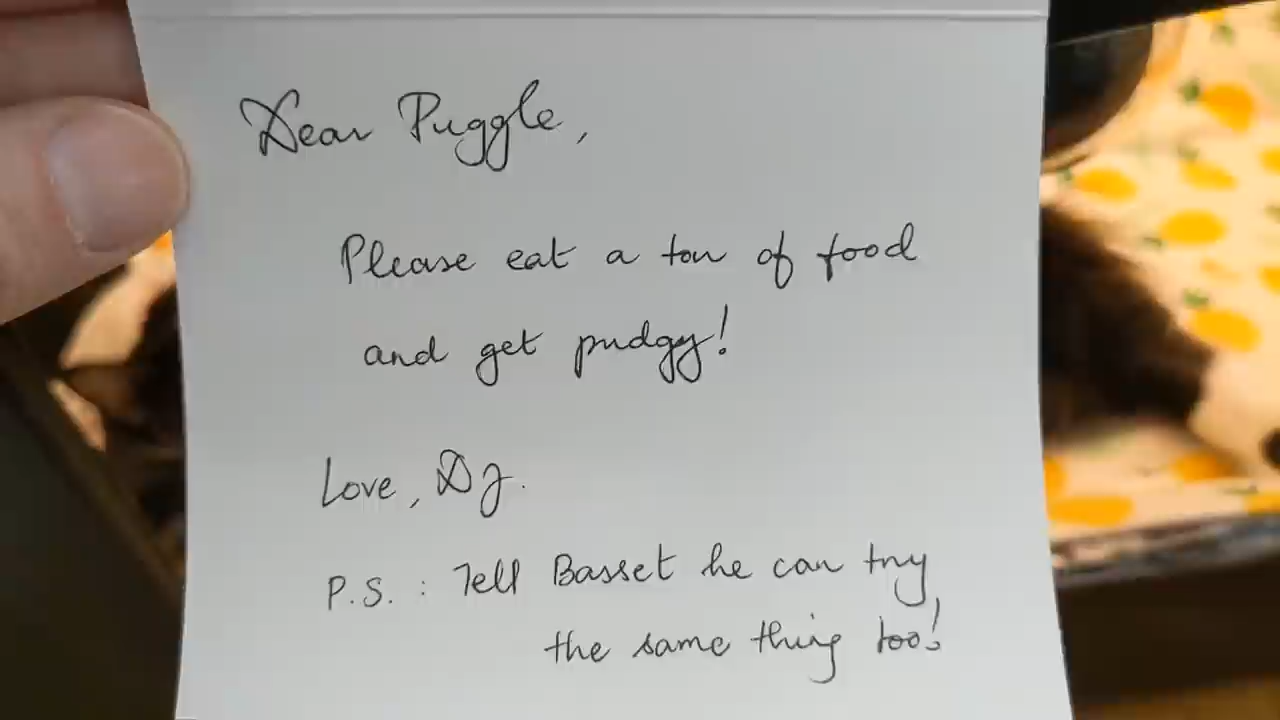 Dear Puggle,
Please eat a ton of food
and get pudgy!
Love, DJ.
P.S. : Tell Basset he can try
the same thing too!